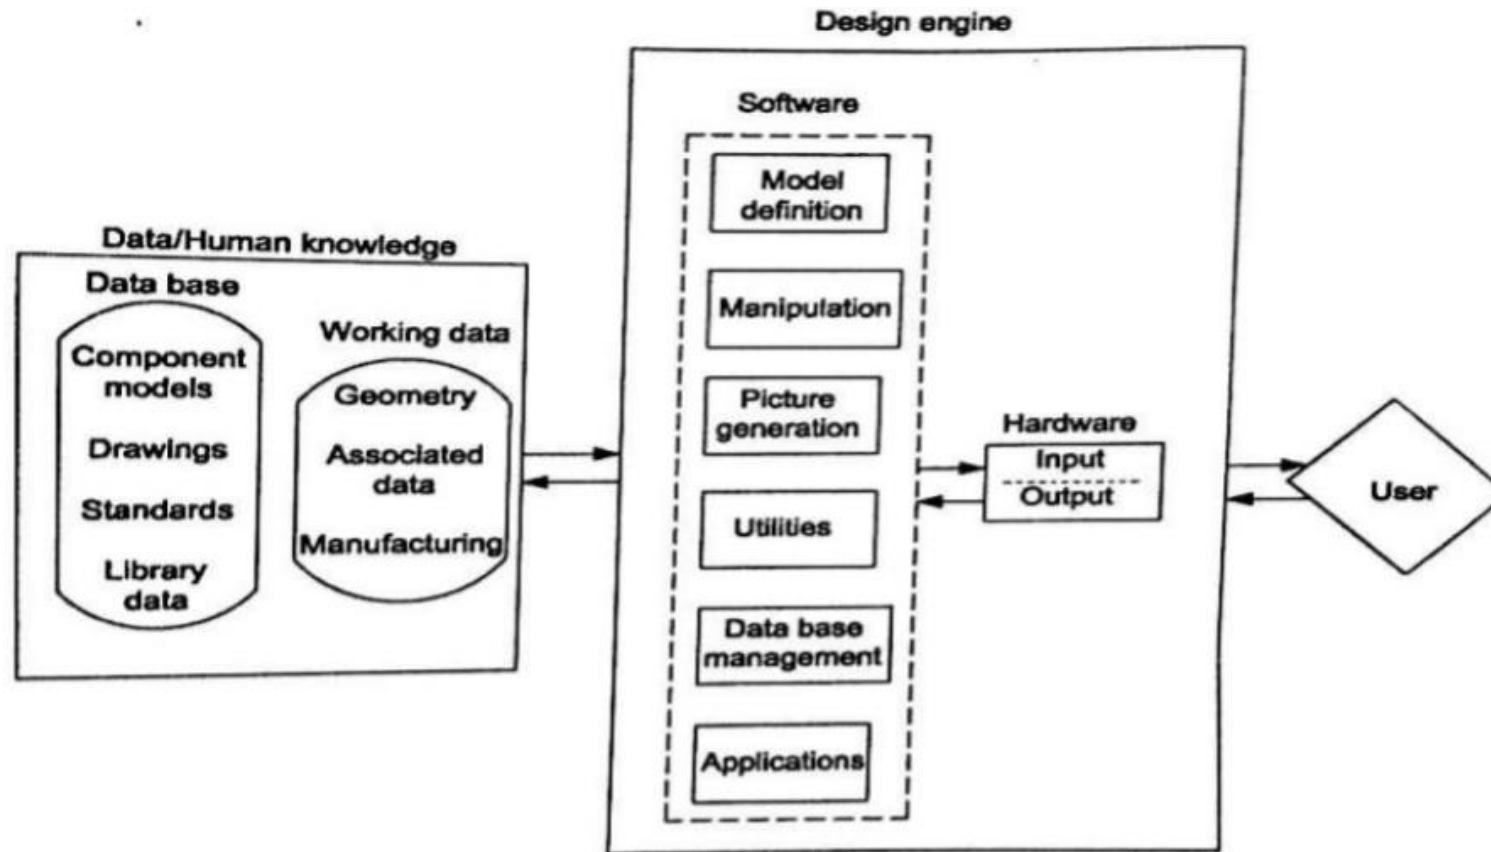 Design engine
Software
Model
definition
Manipulation
Picture
generation
Utilities
Data base
management
Applications
Data/Human knowledge
Data base
Component
models
Drawings
Standards
Library
data
Working data
Geometry
Associated
data
Manufacturing
Hardware
Input
Output
User